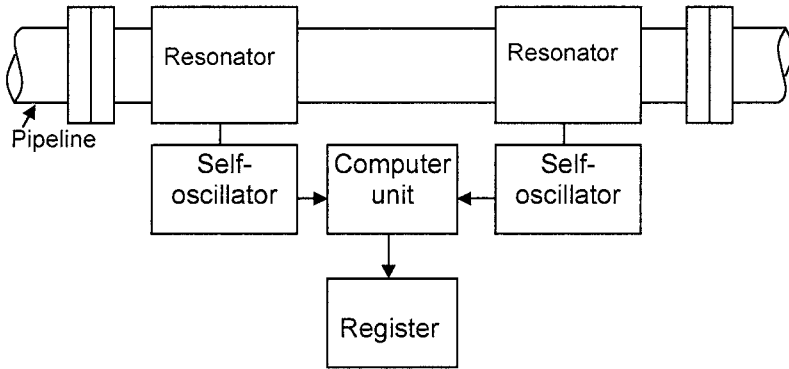 Resonator
Resonator
Pipeline
Self-
oscillator
Computer
unit
Self-
oscillator
Register